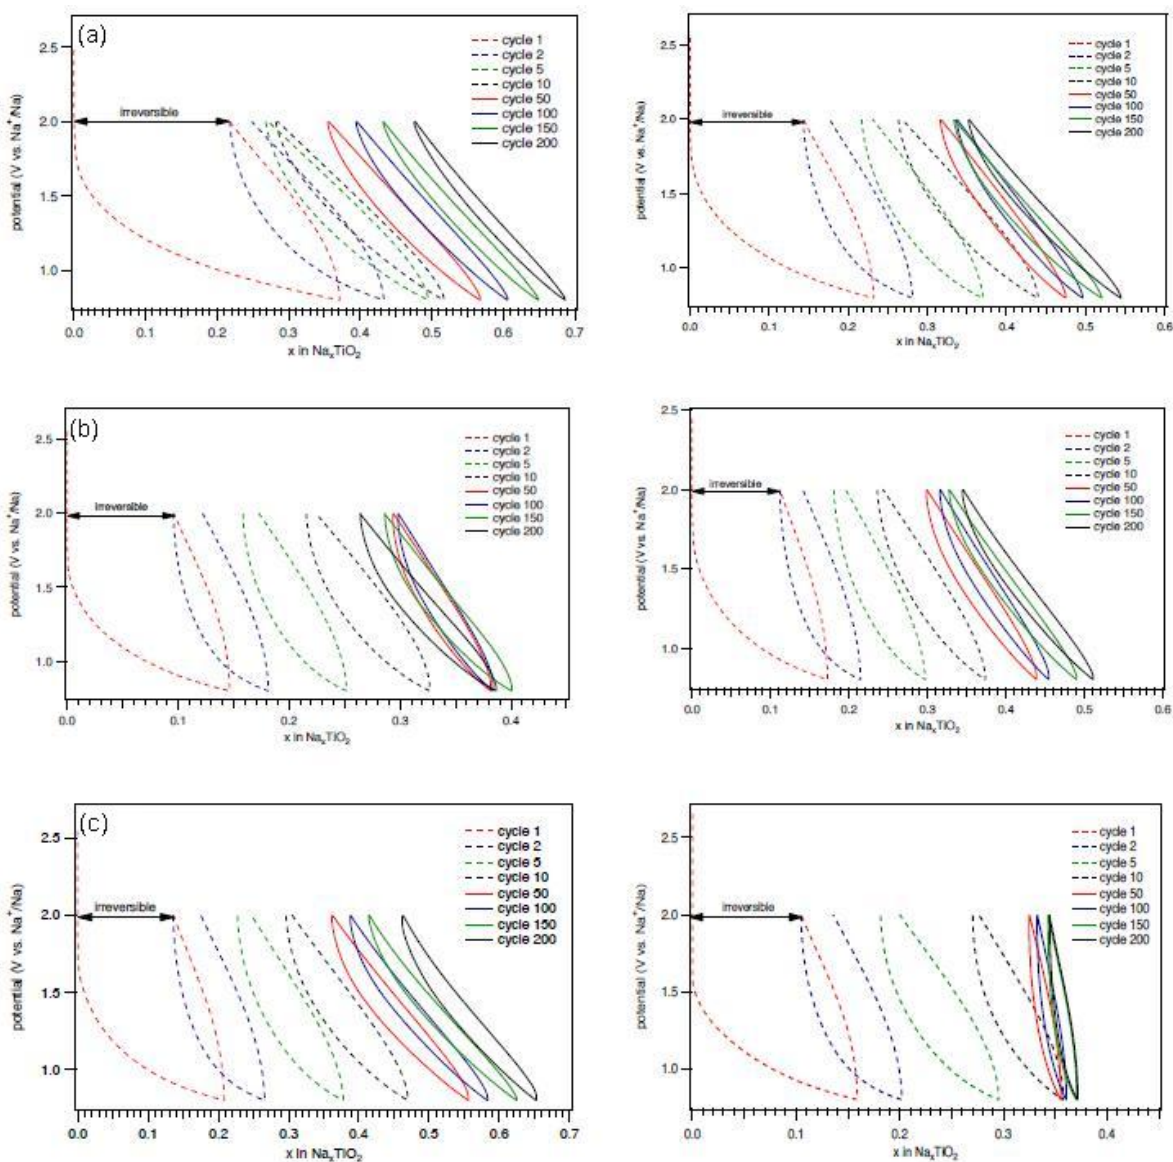 (a)
cycle 1
cycle 2
cycle 5
cycle 10
cycle 50
cycle 100
cycle 150
cycle 200
irreversible
potential (V vs. Na⁺/Na)
2.5
2.0
1.5
1.0
0.0 0.1 0.2 0.3 0.4 0.5 0.6 0.7
x in NaₓTiO₂
cycle 1
cycle 2
cycle 5
cycle 10
cycle 50
cycle 100
cycle 150
cycle 200
irreversible
potential (V vs. Na⁺/Na)
2.5
2.0
1.5
1.0
0.0 0.1 0.2 0.3 0.4 0.5 0.6
x in NaₓTiO₂
(b)
cycle 1
cycle 2
cycle 5
cycle 10
cycle 50
cycle 100
cycle 150
cycle 200
irreversible
potential (V vs. Na⁺/Na)
2.5
2.0
1.5
1.0
0.0 0.1 0.2 0.3 0.4
x in NaₓTiO₂
cycle 1
cycle 2
cycle 5
cycle 10
cycle 50
cycle 100
cycle 150
cycle 200
irreversible
potential (V vs. Na⁺/Na)
2.5
2.0
1.5
1.0
0.0 0.1 0.2 0.3 0.4 0.5 0.6
x in NaₓTiO₂
(c)
cycle 1
cycle 2
cycle 5
cycle 10
cycle 50
cycle 100
cycle 150
cycle 200
irreversible
potential (V vs. Na⁺/Na)
2.5
2.0
1.5
1.0
0.0 0.1 0.2 0.3 0.4 0.5 0.6 0.7
x in NaₓTiO₂
cycle 1
cycle 2
cycle 5
cycle 10
cycle 50
cycle 100
cycle 150
cycle 200
irreversible
potential (V vs. Na⁺/Na)
2.5
2.0
1.5
1.0
0.0 0.1 0.2 0.3 0.4
x in NaₓTiO₂